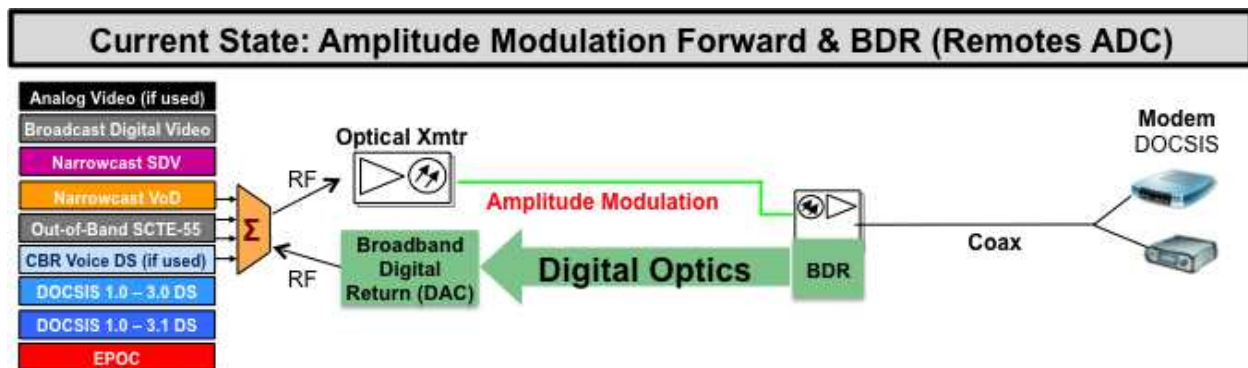 Current State: Amplitude Modulation Forward & BDR (Remotes ADC)
Analog Video (if used)
Broadcast Digital Video
Narrowcast SDV
Narrowcast VoD
Out-of-Band SCTE-55
CBR Voice DS (if used)
DOCSIS 1.0 – 3.0 DS
DOCSIS 1.0 – 3.1 DS
EPOC
Σ
RF
RF
Optical Xmtr
Amplitude Modulation
Broadband
Digital
Return (DAC)
Digital Optics
BDR
Coax
Modem
DOCSIS